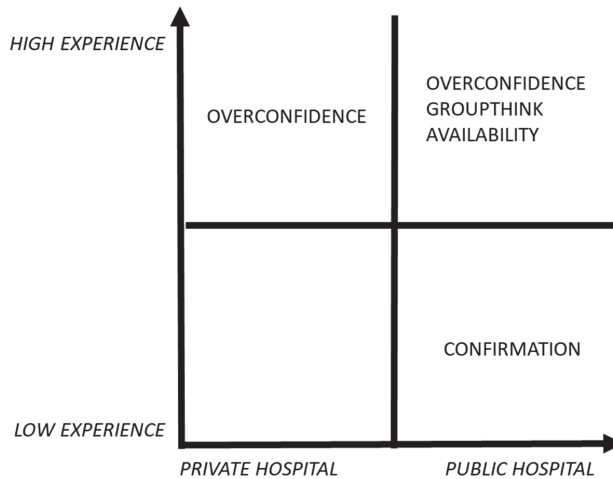 HIGH EXPERIENCE
OVERCONFIDENCE
OVERCONFIDENCE
GROUPTHINK
AVAILABILITY
CONFIRMATION
LOW EXPERIENCE
PRIVATE HOSPITAL
PUBLIC HOSPITAL